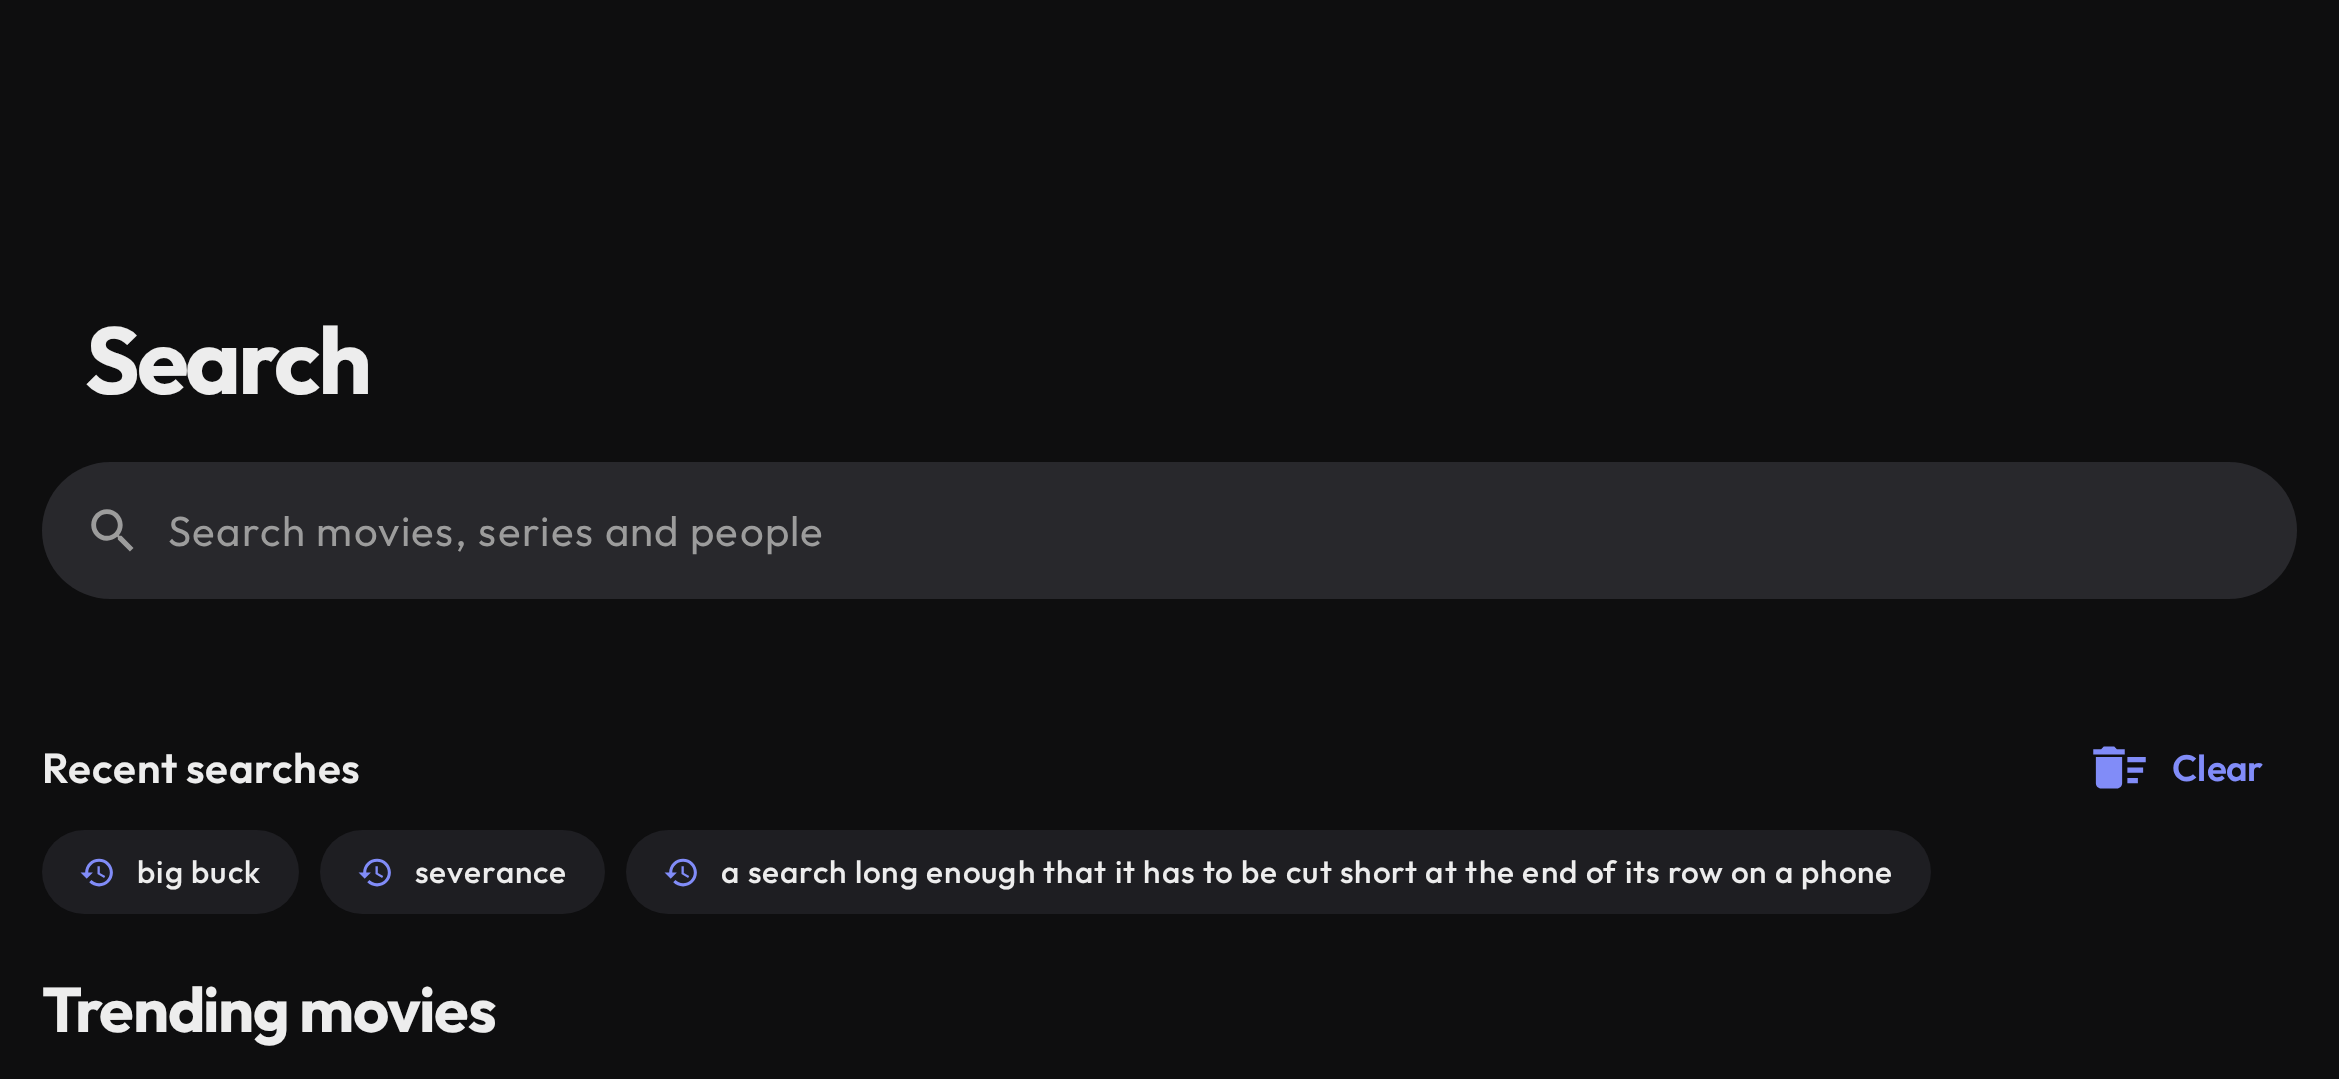 Search
Search movies, series and people
Recent searches
Clear
big buck
severance
a search long enough that it has to be cut short at the end of its row on a phone
Trending movies